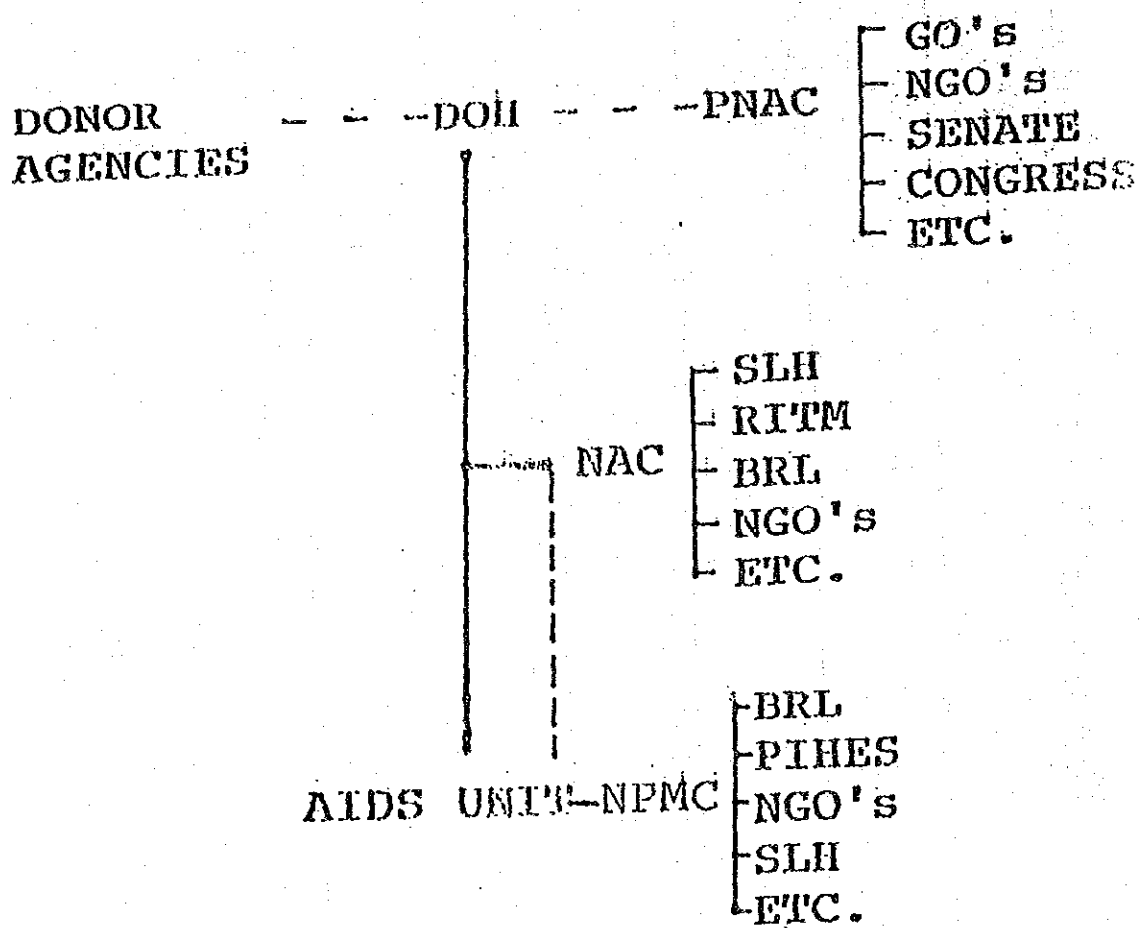 GO's
NGO's
DONOR AGENCIES
DOH
PNAC
SENATE
CONGRESS
ETC.
SLH
RITM
NAC
BRL
NGO's
ETC.
BRL
PIHES
AIDS UNIT-NPMC
NGO's
SLH
ETC.